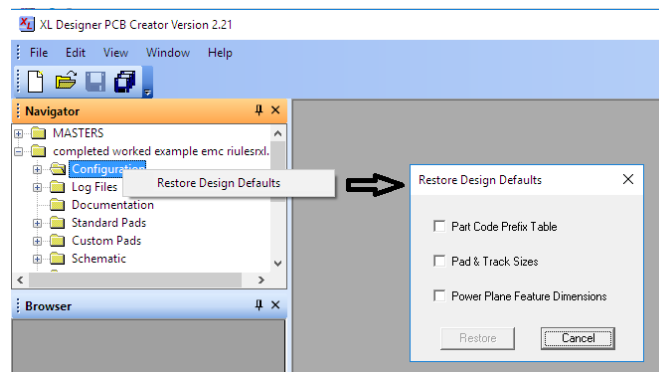 XL Designer PCB Creator Version 2.21
File Edit View Window Help
Navigator
MASTERS
completed worked example emc riulesrxl.
Configuration
Restore Design Defaults
Log Files
Documentation
Standard Pads
Custom Pads
Schematic
Browser
Restore Design Defaults
Part Code Prefix Table
Pad & Track Sizes
Power Plane Feature Dimensions
Restore Cancel